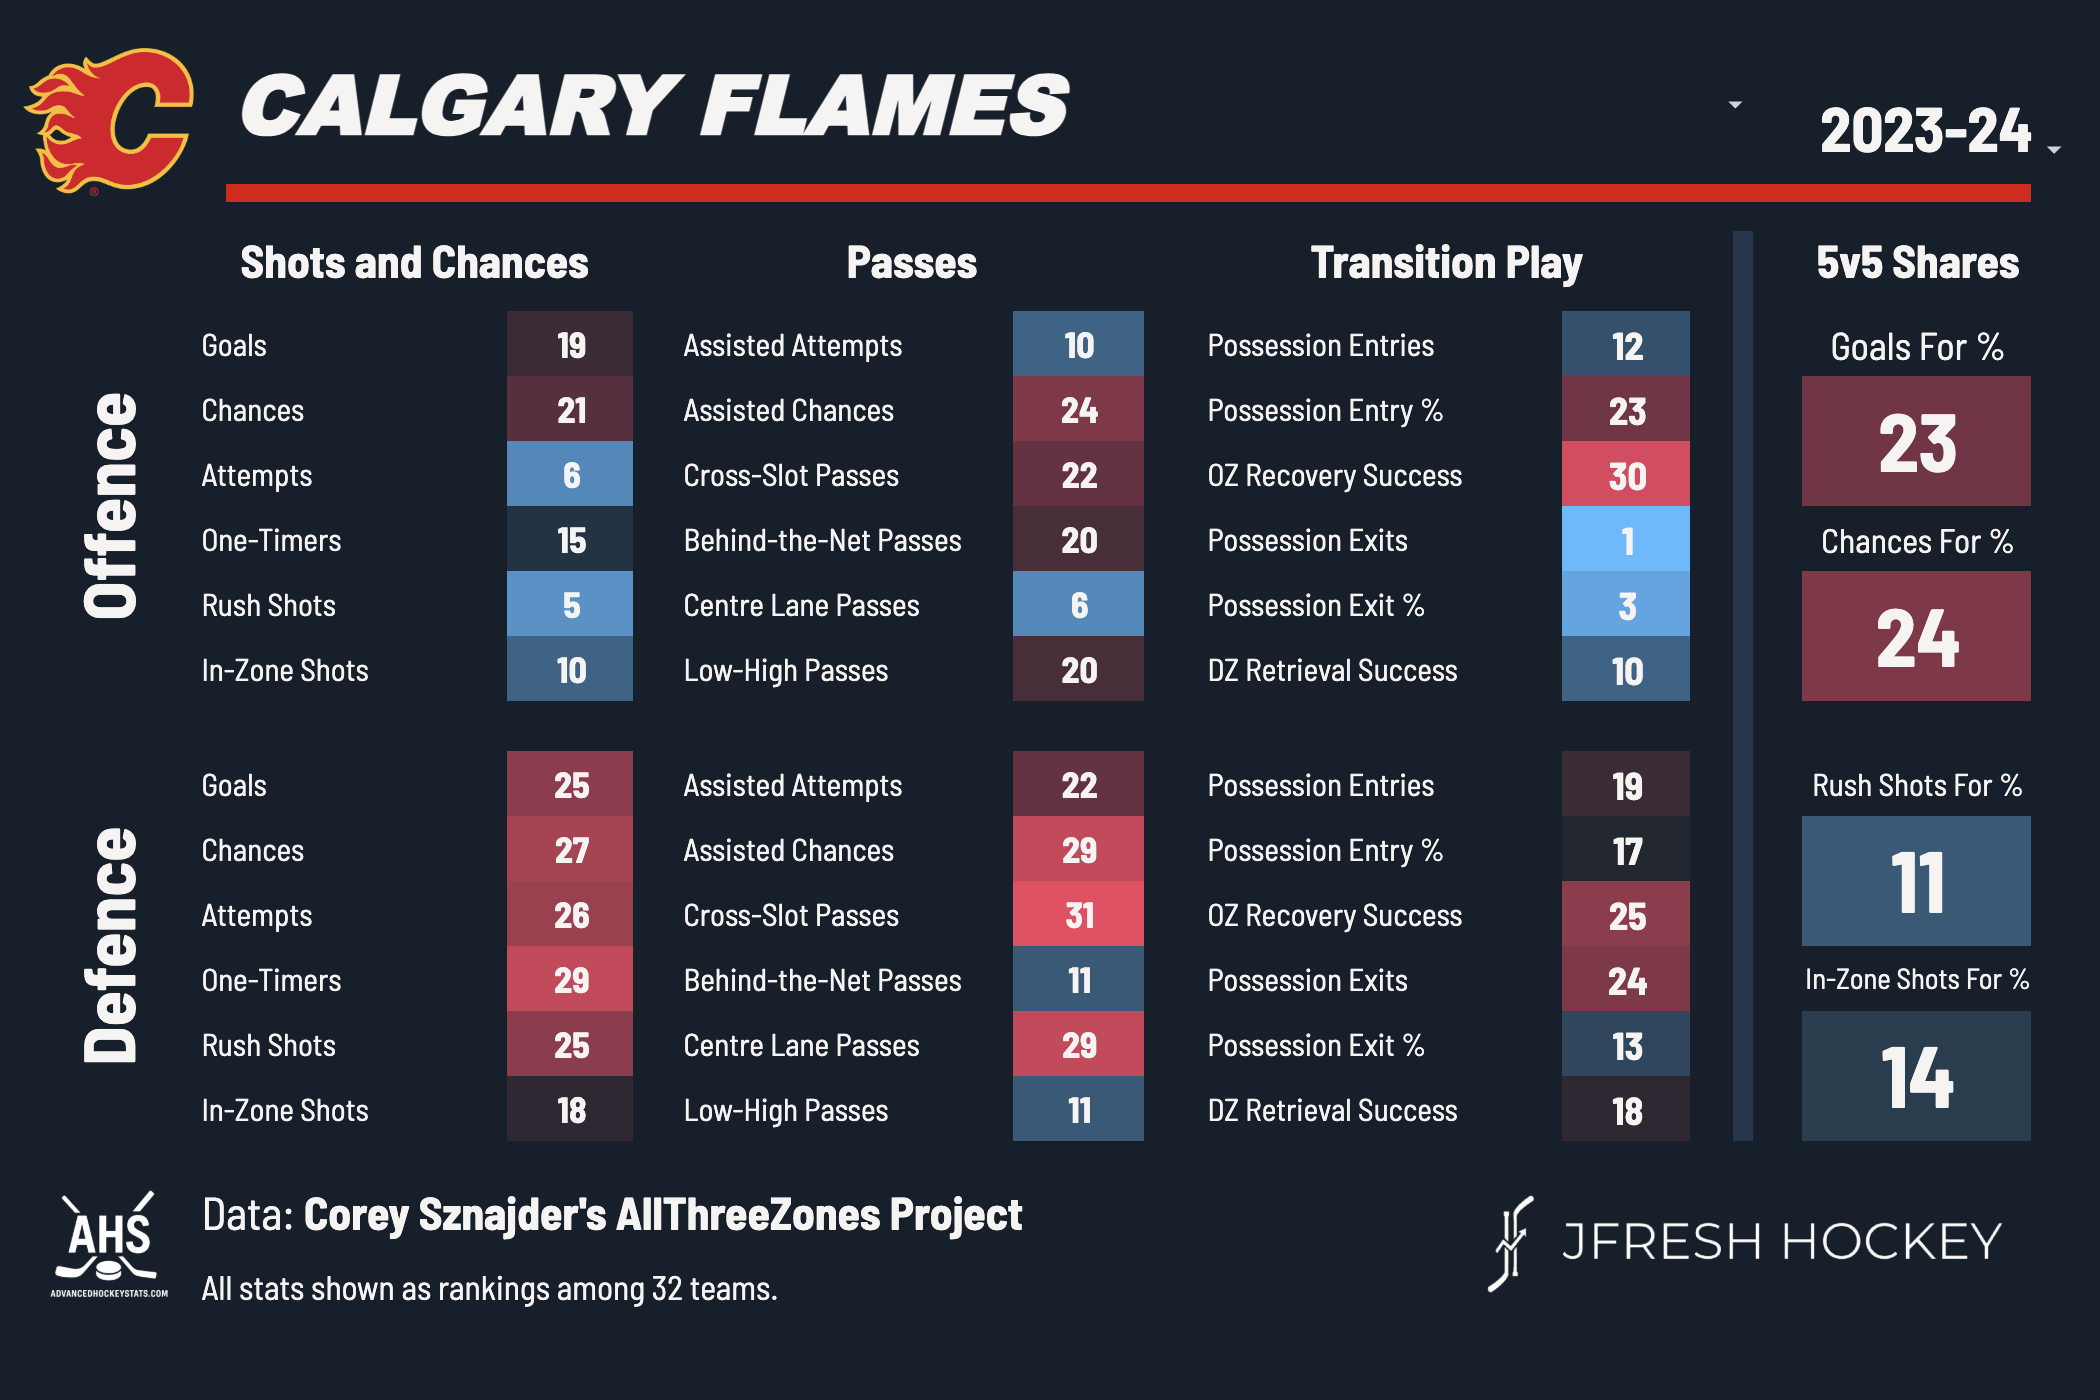 CALGARY FLAMES
2023-24
Shots and Chances
Passes
Transition Play
5v5 Shares
Offence
Goals 19
Chances 21
Attempts 6
One-Timers 15
Rush Shots 5
In-Zone Shots 10
Assisted Attempts 10
Assisted Chances 24
Cross-Slot Passes 22
Behind-the-Net Passes 20
Centre Lane Passes 6
Low-High Passes 20
Possession Entries 12
Possession Entry % 23
OZ Recovery Success 30
Possession Exits 1
Possession Exit % 3
DZ Retrieval Success 10
Goals For %
23
Chances For %
24
Defence
Goals 25
Chances 27
Attempts 26
One-Timers 29
Rush Shots 25
In-Zone Shots 18
Assisted Attempts 22
Assisted Chances 29
Cross-Slot Passes 31
Behind-the-Net Passes 11
Centre Lane Passes 29
Low-High Passes 11
Possession Entries 19
Possession Entry % 17
OZ Recovery Success 25
Possession Exits 24
Possession Exit % 13
DZ Retrieval Success 18
Rush Shots For %
11
In-Zone Shots For %
14
AHS
ADVANCEDHOCKEYSTATS.COM
Data: Corey Sznajder's AllThreeZones Project
All stats shown as rankings among 32 teams.
JFRESH HOCKEY